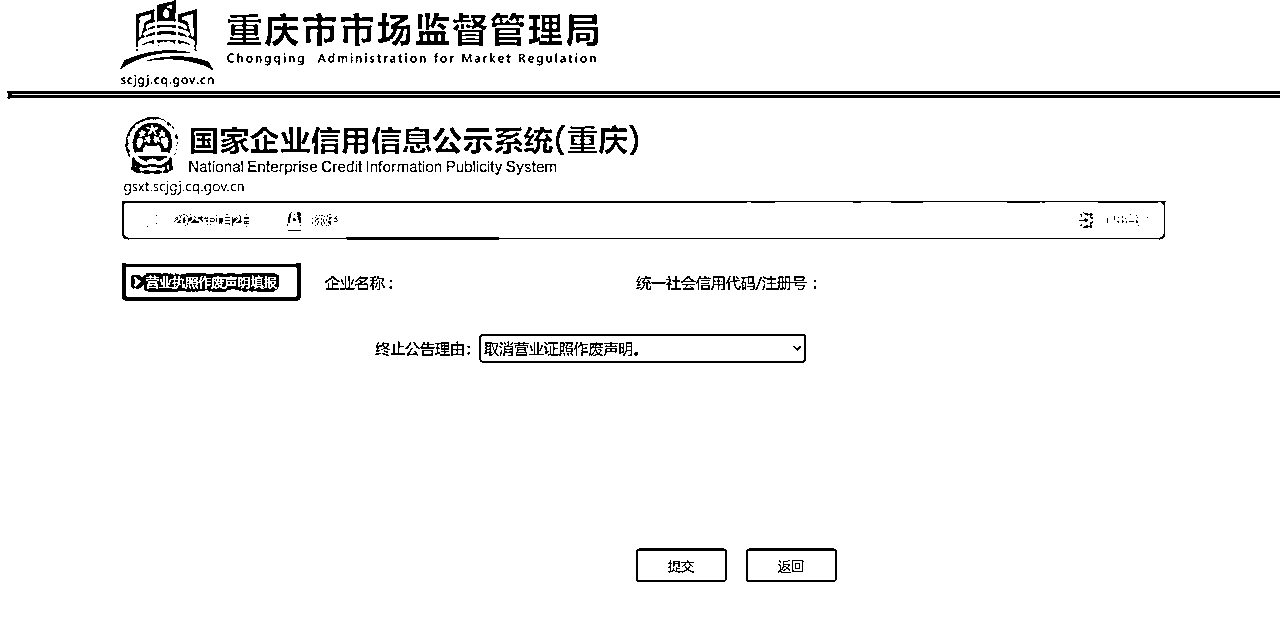 重庆市市场监督管理局
Chongqing Administration for Market Regulation
scjgj.cq.gov.cn
国家企业信用信息公示系统(重庆)
National Enterprise Credit Information Publicity System
gsxt.scjgj.cq.gov.cn
营业执照作废声明填报 企业名称： 统一社会信用代码/注册号：
终止公告理由： 取消营业证照作废声明。
提交 返回